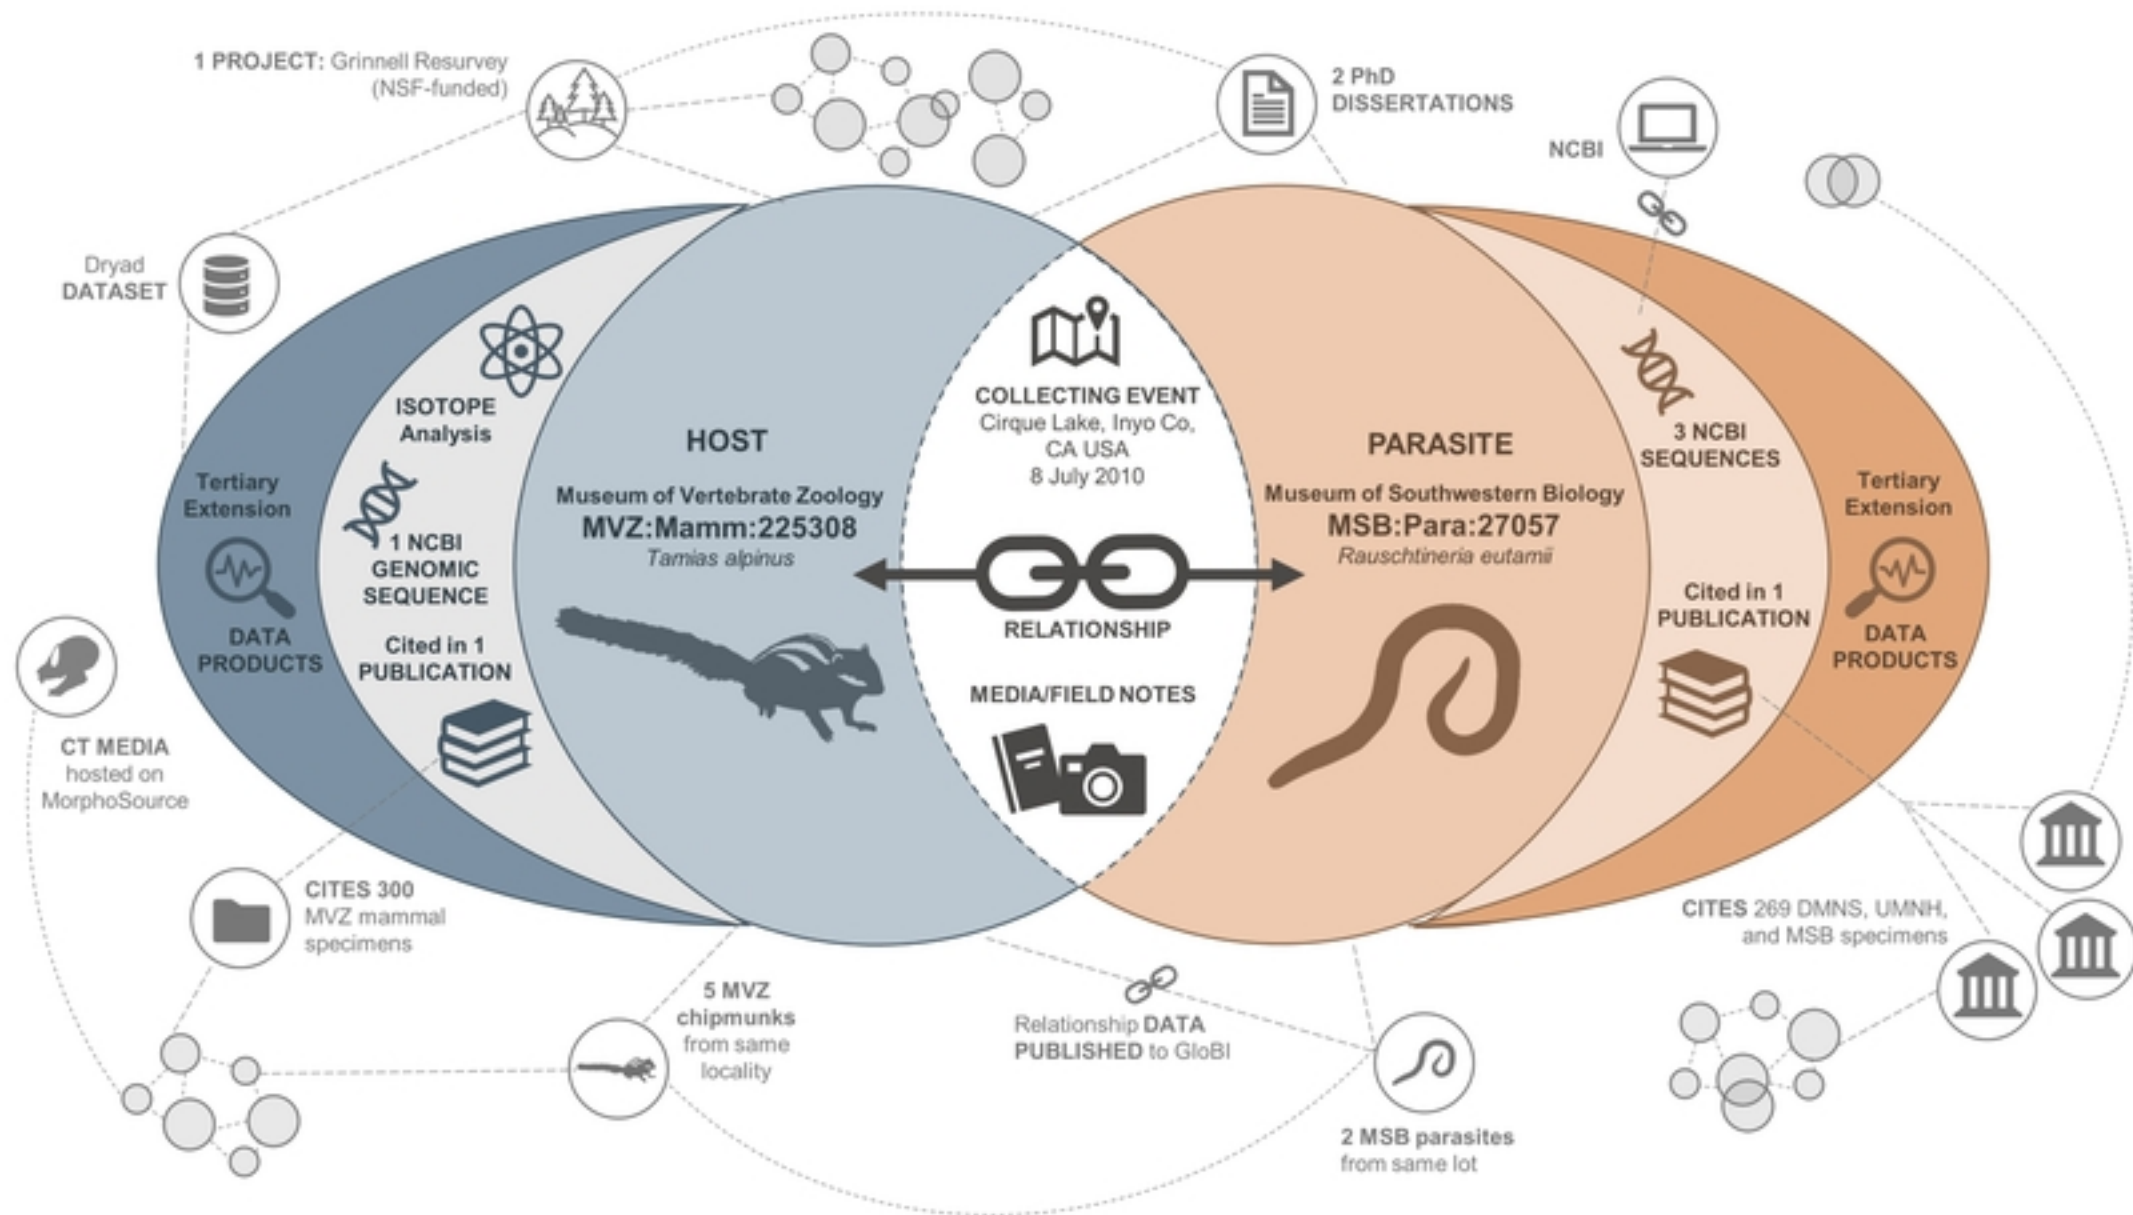 1 PROJECT: Grinnell Resurvey
(NSF-funded)
2 PhD
DISSERTATIONS
NCBI
Dryad
DATASET
ISOTOPE
Analysis
1 NCBI
GENOMIC
SEQUENCE
Cited in 1
PUBLICATION
Tertiary
Extension
DATA
PRODUCTS
HOST
Museum of Vertebrate Zoology
MVZ:Mamm:225308
Tamias alpinus
COLLECTING EVENT
Cirque Lake, Inyo Co,
CA USA
8 July 2010
RELATIONSHIP
MEDIA/FIELD NOTES
PARASITE
Museum of Southwestern Biology
MSB:Para:27057
Rauschtineria eutamii
3 NCBI
SEQUENCES
Cited in 1
PUBLICATION
Tertiary
Extension
DATA
PRODUCTS
CT MEDIA
hosted on
MorphoSource
CITES 300
MVZ mammal
specimens
5 MVZ
chipmunks
from same
locality
Relationship DATA
PUBLISHED to GloBI
2 MSB parasites
from same lot
CITES 269 DMNS, UMNH,
and MSB specimens